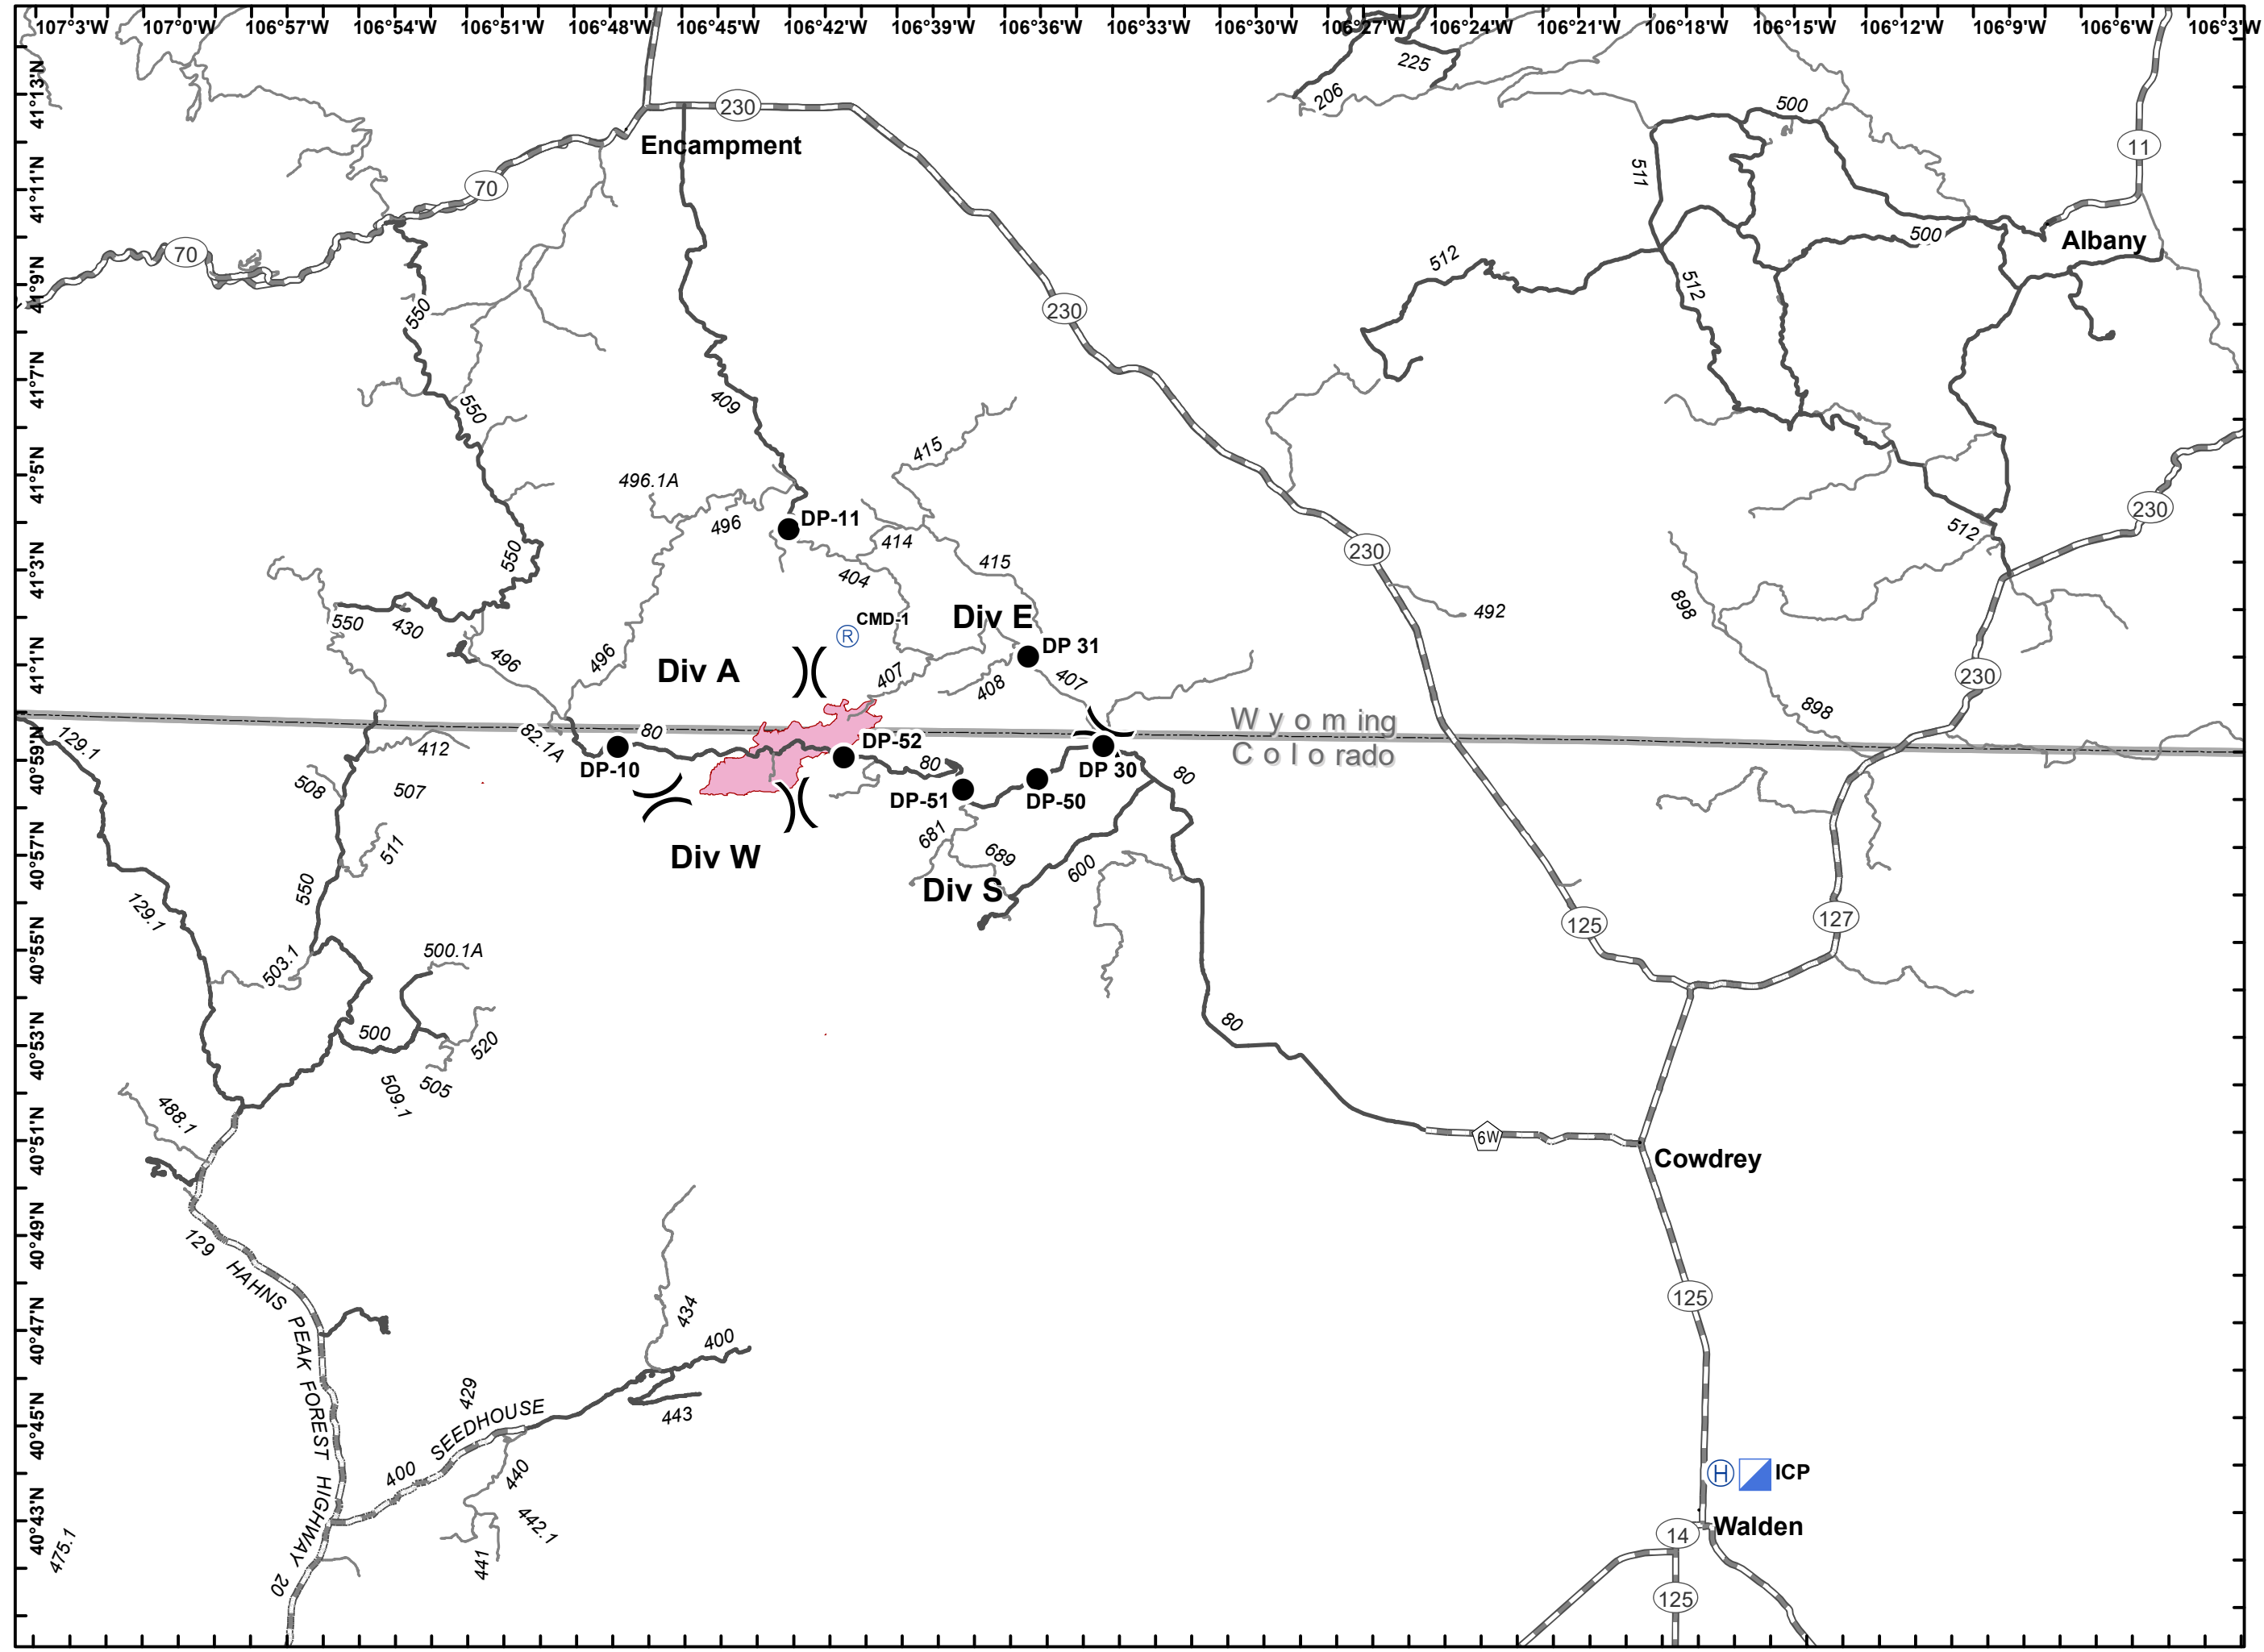 107°3'W 107°0'W 106°57'W 106°54'W 106°51'W 106°48'W 106°45'W 106°42'W 106°39'W 106°36'W 106°33'W 106°30'W 106°27'W 106°24'W 106°21'W 106°18'W 106°15'W 106°12'W 106°9'W 106°6'W 106°3'W
41°13'N
41°11'N
41°9'N
41°7'N
41°5'N
41°3'N
41°1'N
40°59'N
40°57'N
40°55'N
40°53'N
40°51'N
40°49'N
40°47'N
40°45'N
40°43'N
225
206
230
500
11
Encampment
511
70
500
Albany
70
512
512
550
230
409
550
415
496.1A
230
496
DP-11
512
550
414
230
415
404
898
492
550
430
CMD-1
R
Div E
496
496
Div A
DP 31
407
408
407
230
898
Wyoming
Colorado
129.1
82.1A
80
412
DP-52
DP-10
80
DP 30
80
508
507
DP-51
DP-50
681
511
Div W
689
600
550
Div S
129.1
125
127
500.1A
503.1
500
520
80
505
509.1
488.1
6W
Cowdrey
129
HAHNS PEAK FOREST HIGHWAY
125
434
400
429
443
SEEDHOUSE
400
440
H
ICP
442.1
Walden
14
475.1
441
20
125